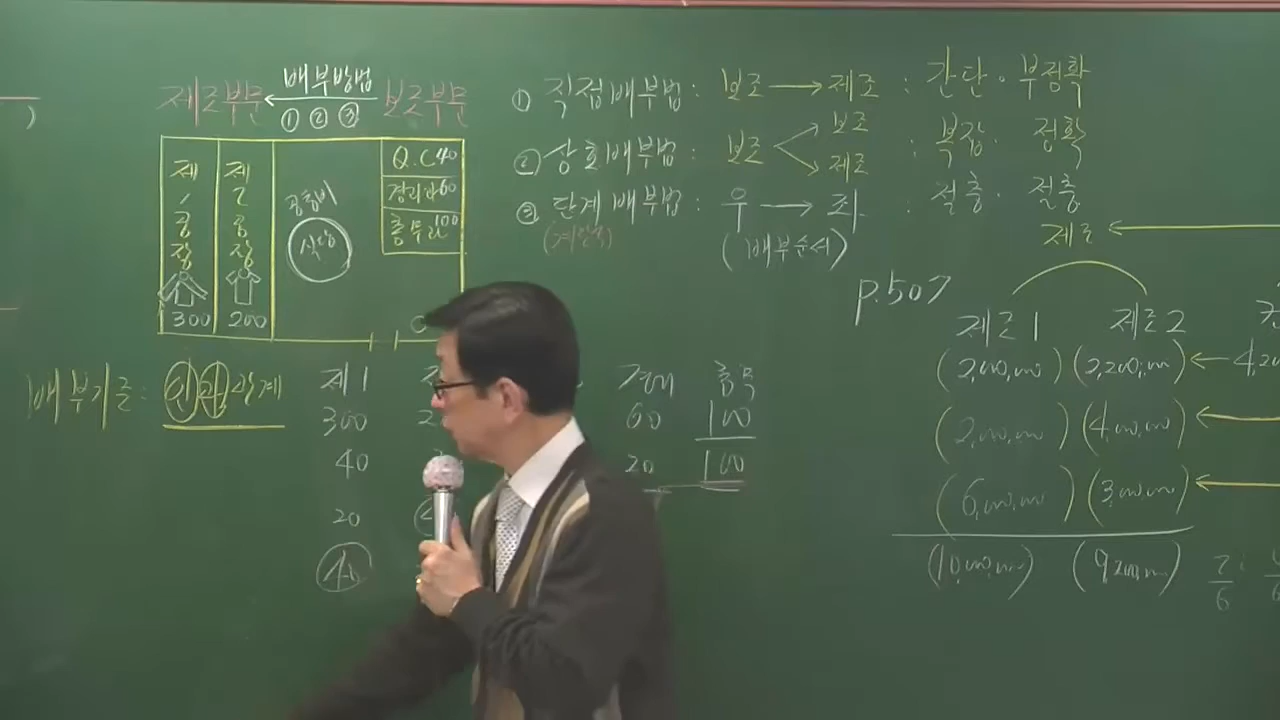 제조부문 배부방법 보조부문
① ② ③
제1공장 300
제2공장 200
공통비
식당
Q.C 40
경리과 60
총무과 100
① 직접배부법 : 보조 → 제조 : 간단 · 부정확
② 상호배부법 : 보조 보조 제조 : 복잡 · 정확
③ 단계배부법 : 우 → 좌 : 절충 · 절충
(계단식) (배부순서)
제조
p.507
제조1 제조2
(2,000,000) (2,200,000) ←
(2,000,000) (4,000,000) ←
(6,000,000) (3,000,000) ←
(10,000,000) (9,200,000)
배부기준 : 인과관계
제1 총무
300 60 100
40 20 100
20